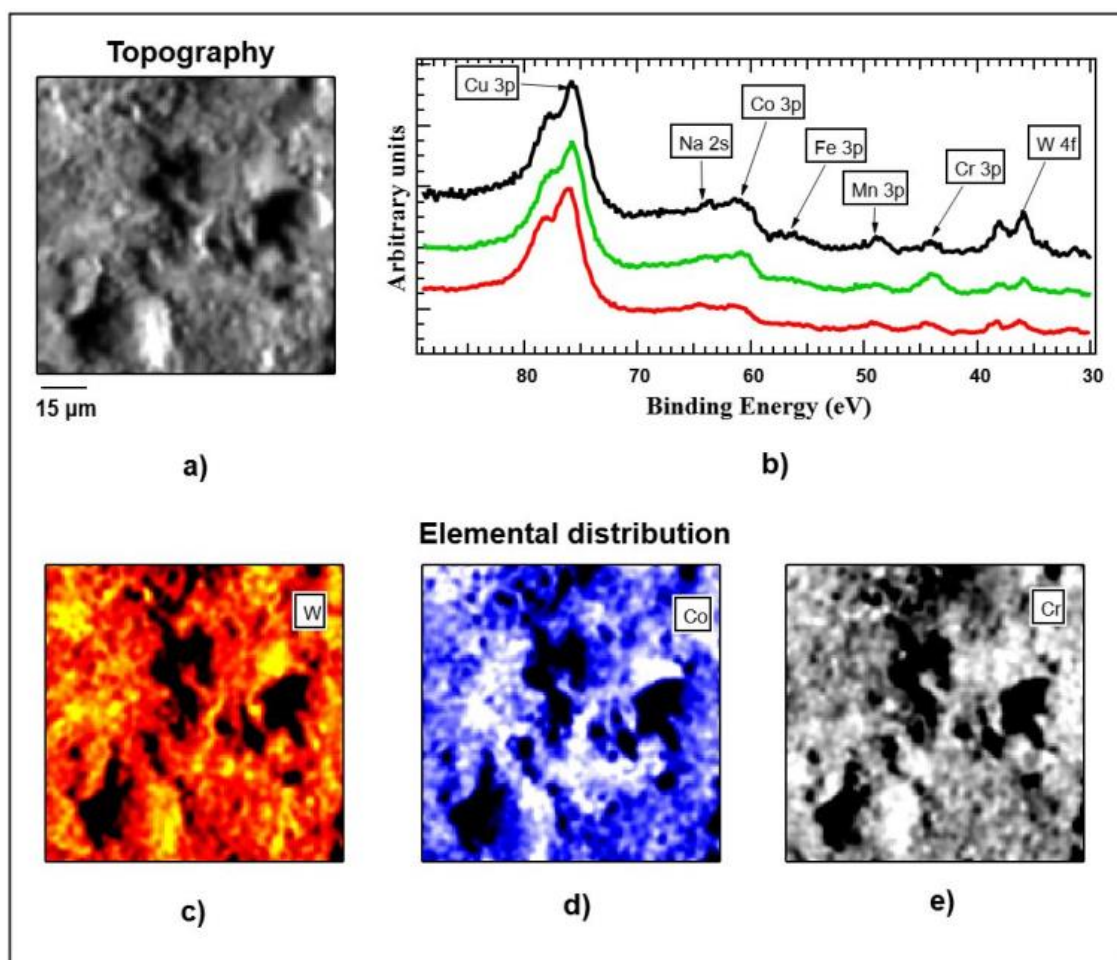 Topography
15 µm
a)
Cu 3p
Na 2s
Co 3p
Fe 3p
Mn 3p
Cr 3p
W 4f
Arbitrary units
80 70 60 50 40 30
Binding Energy (eV)
b)
Elemental distribution
W
Co
Cr
c)
d)
e)